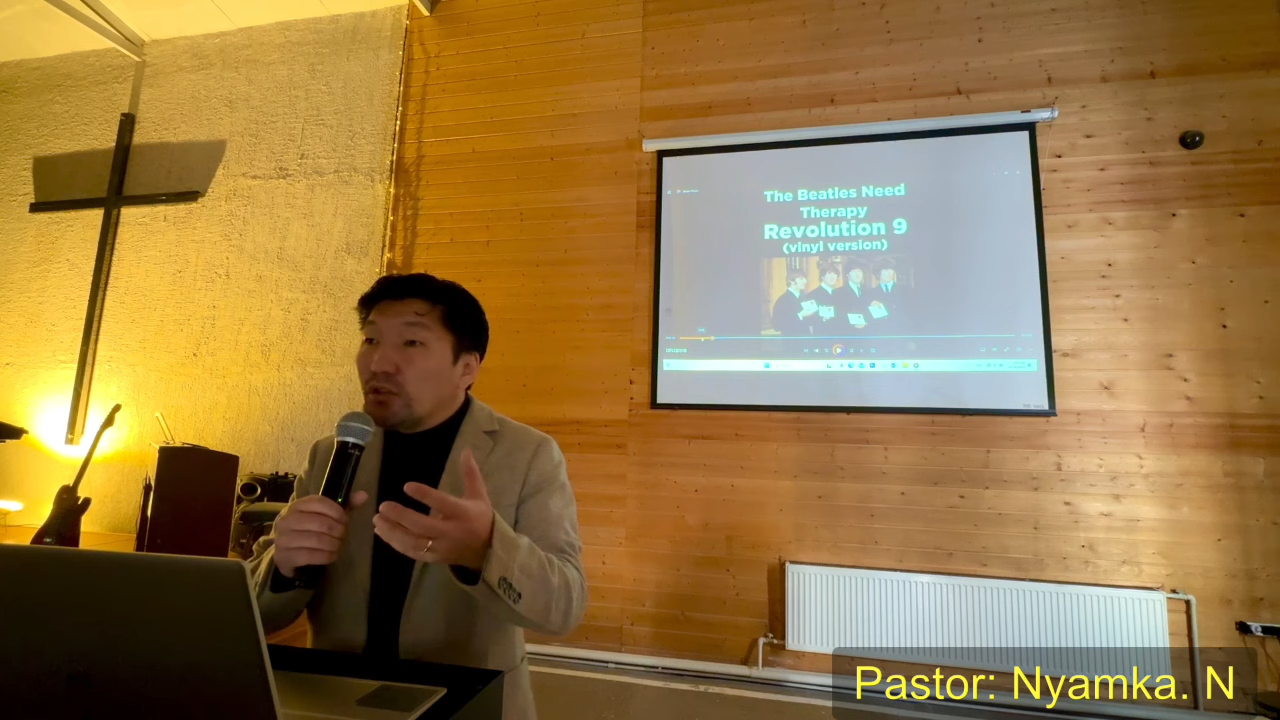 The Beatles Need
Therapy
Revolution 9
(vinyl version)
Pastor: Nyamka. N